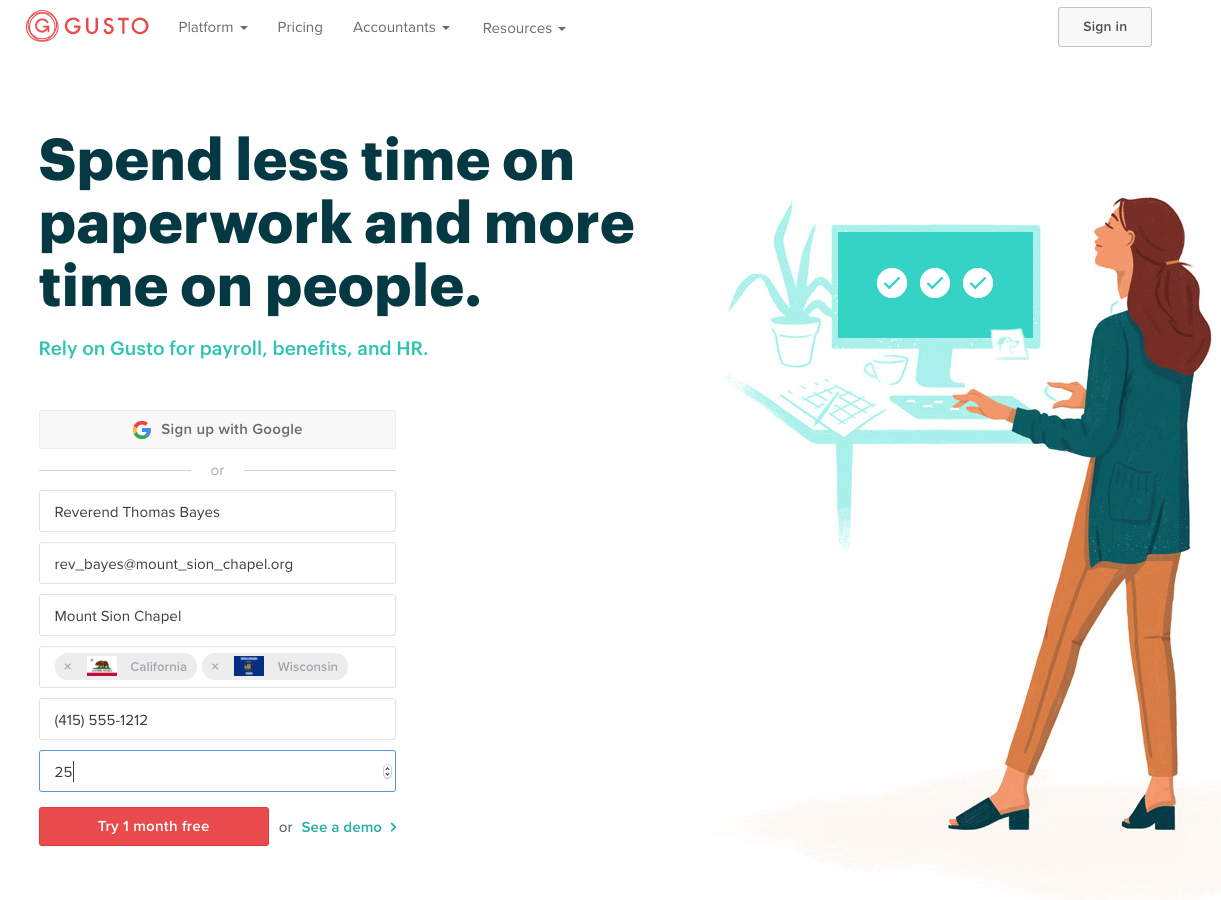 GUSTO
Platform
Pricing
Accountants
Resources
Sign in
Spend less time on
paperwork and more
time on people.
Rely on Gusto for payroll, benefits, and HR.
Sign up with Google
or
Reverend Thomas Bayes
rev_bayes@mount_sion_chapel.org
Mount Sion Chapel
× California × Wisconsin
(415) 555-1212
25
Try 1 month free or See a demo